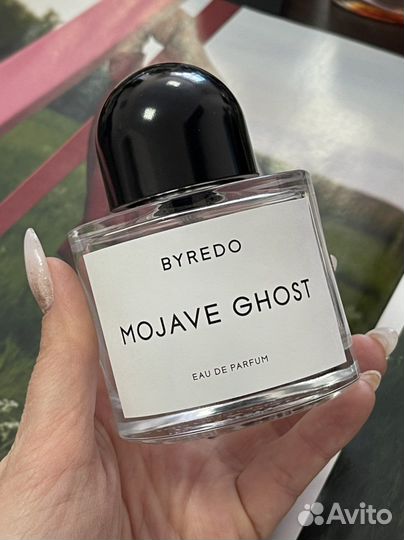 BYREDO
MOJAVE GHOST
EAU DE PARFUM
Avito